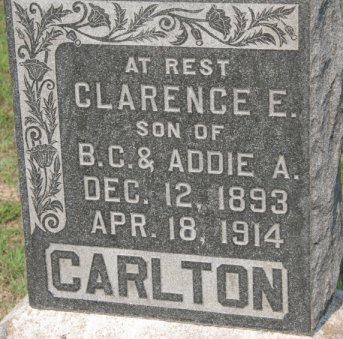 AT REST
CLARENCE E.
SON OF
B.C. & ADDIE A.
DEC. 12, 1893
APR. 18, 1914
CARLTON